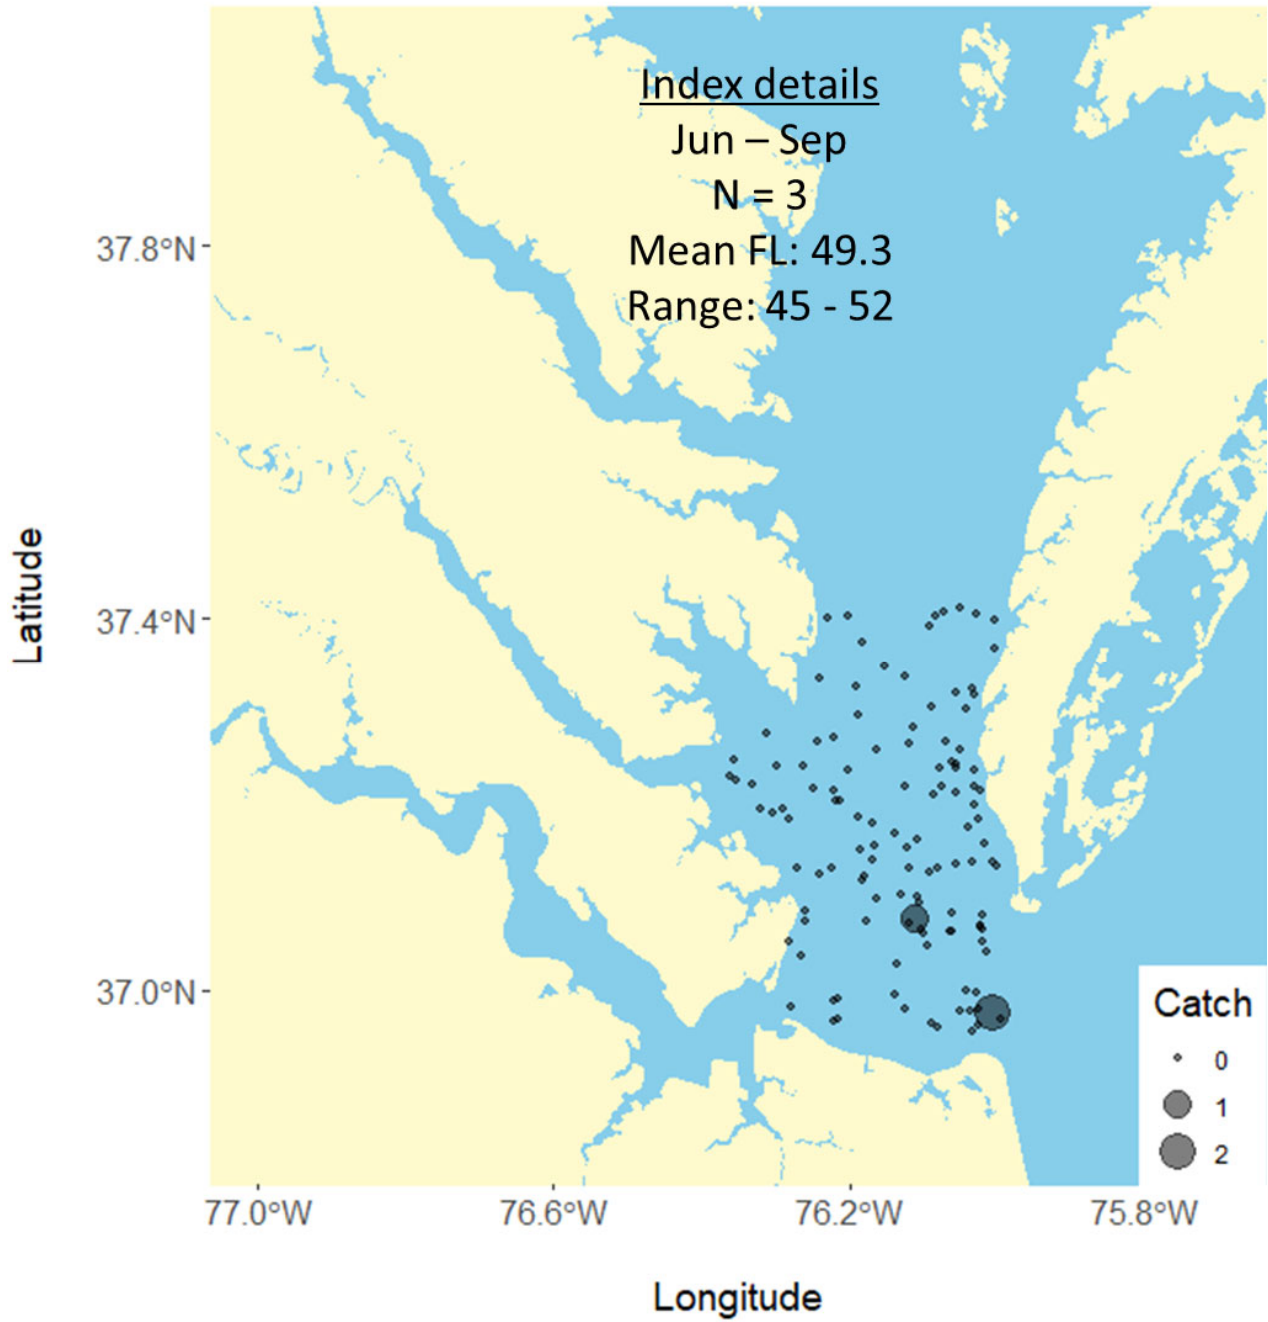 Index details
Jun – Sep
N = 3
Mean FL: 49.3
Range: 45 - 52
37.8°N
37.4°N
37.0°N
Latitude
77.0°W
76.6°W
76.2°W
75.8°W
Longitude
Catch
0
1
2